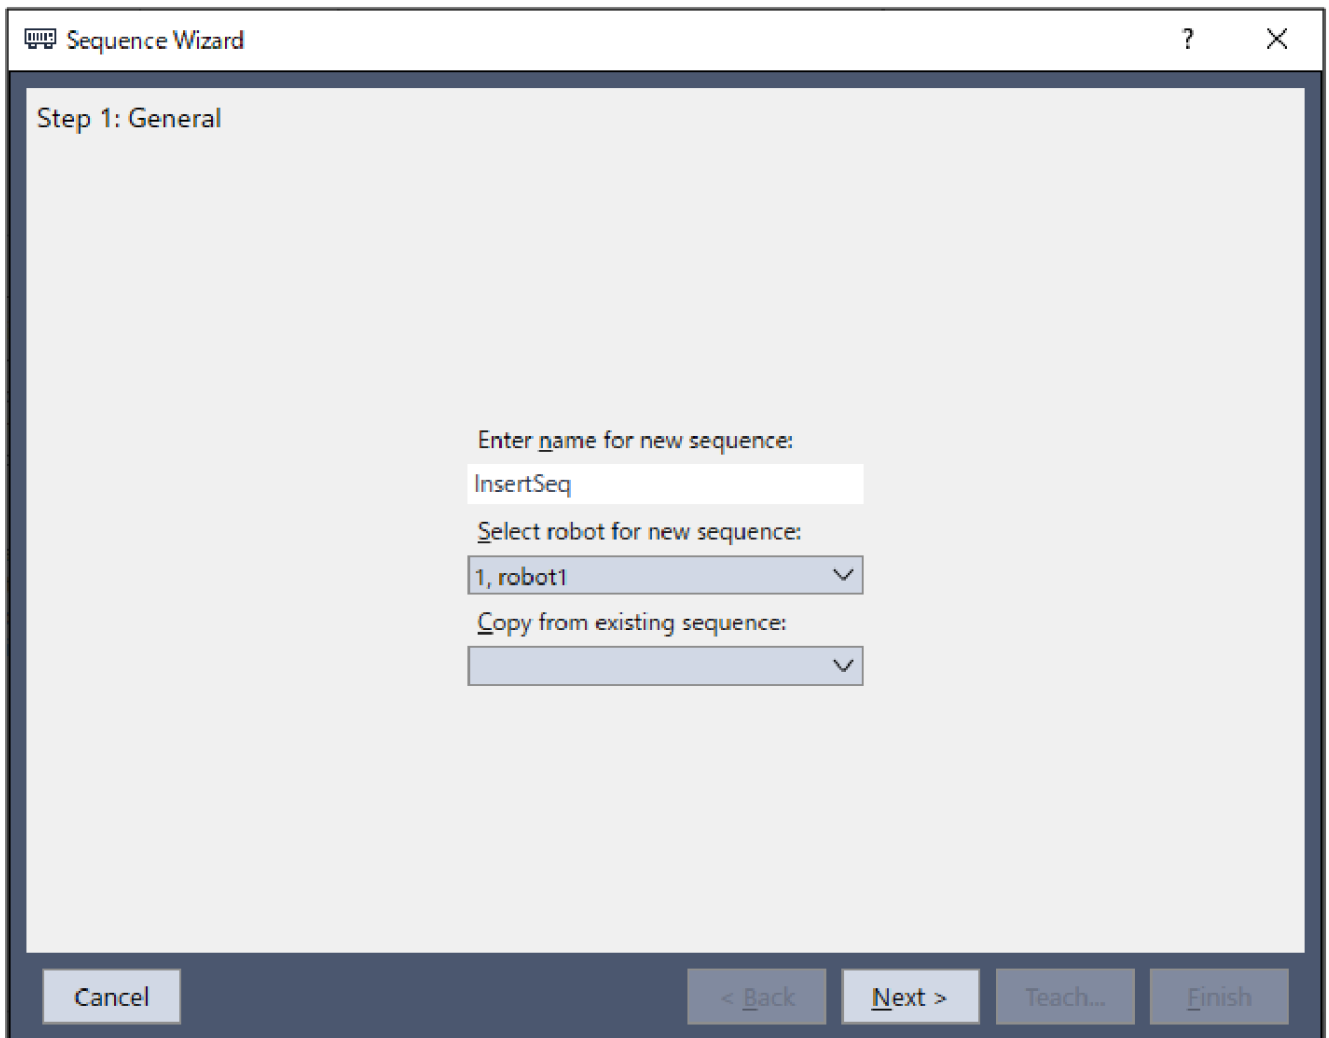 Sequence Wizard ?
Step 1: General
Enter name for new sequence:
InsertSeq
Select robot for new sequence:
1, robot1
Copy from existing sequence:
Cancel < Back Next > Teach... Finish